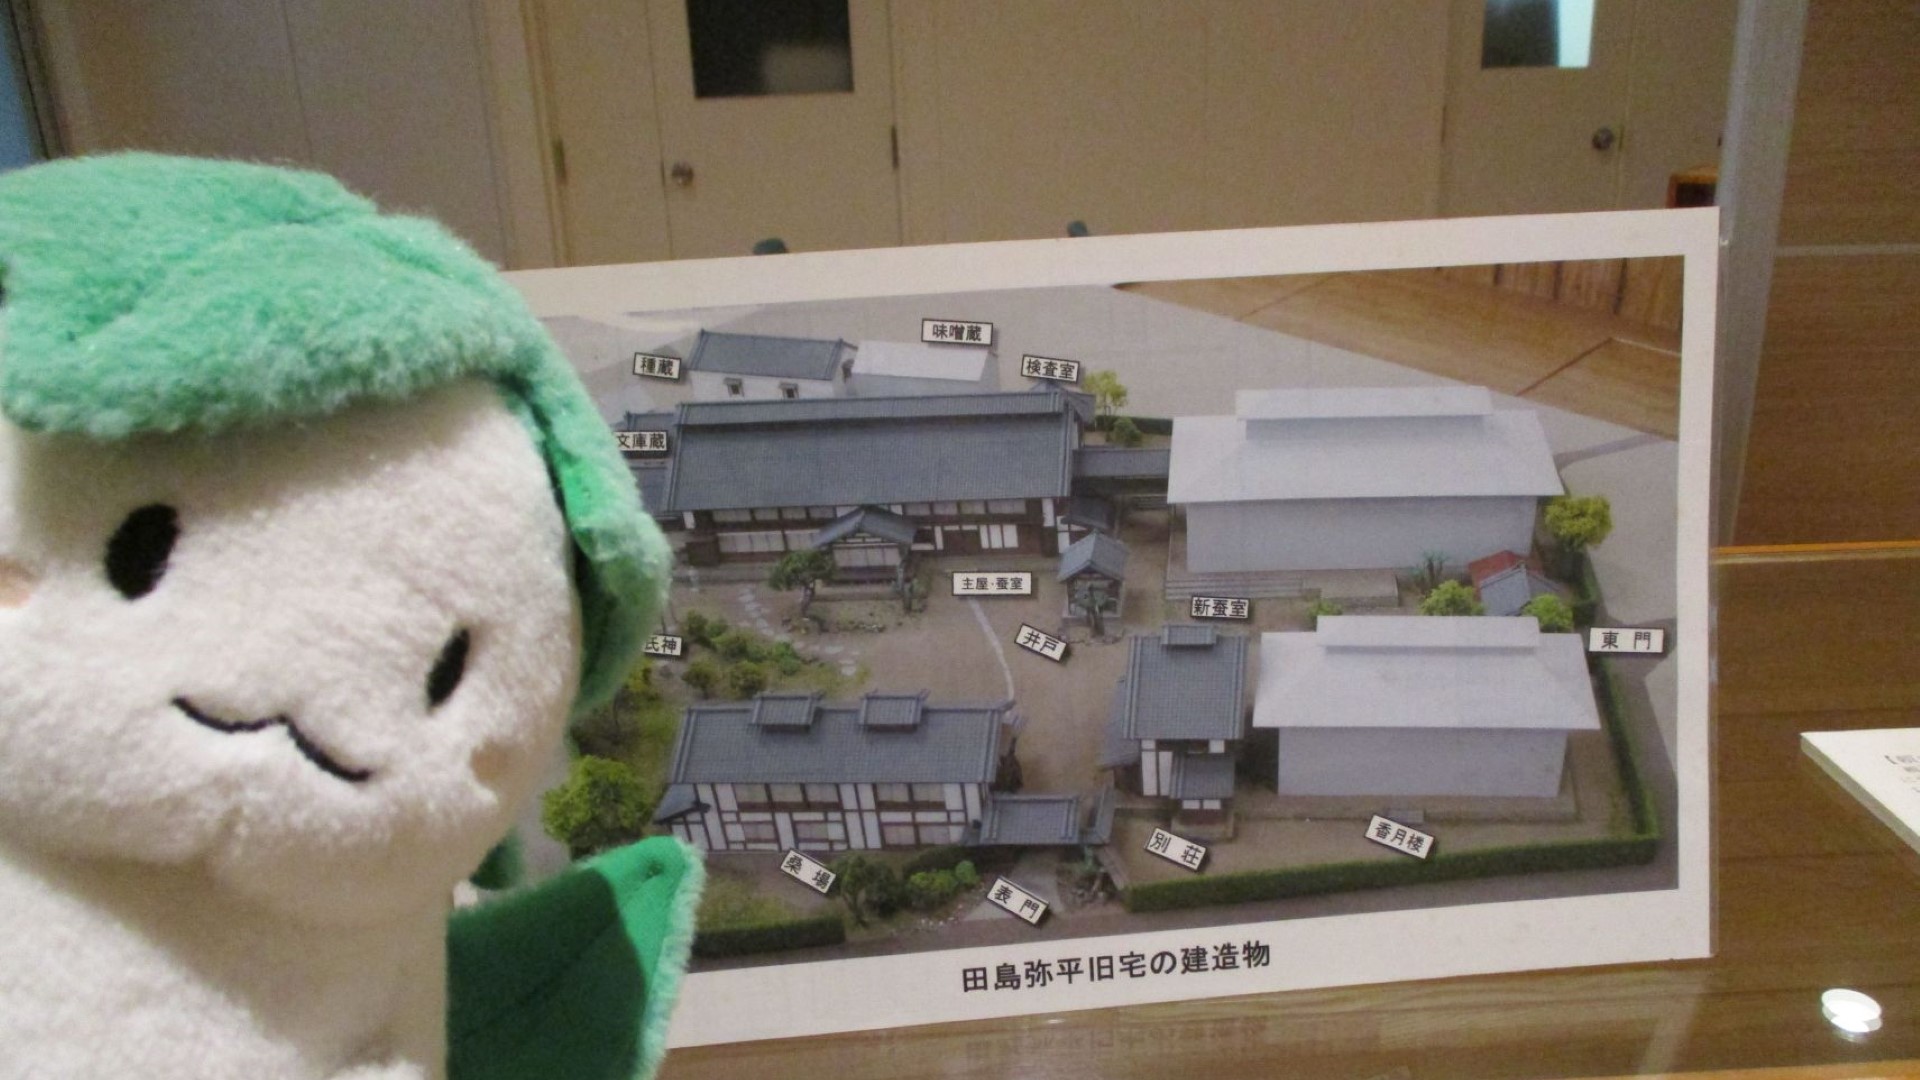 味噌蔵
種蔵
検査室
文庫蔵
主屋・蚕室
新蚕室
井戸
氏神
東門
別荘
香月楼
桑場
表門
田島弥平旧宅の建造物